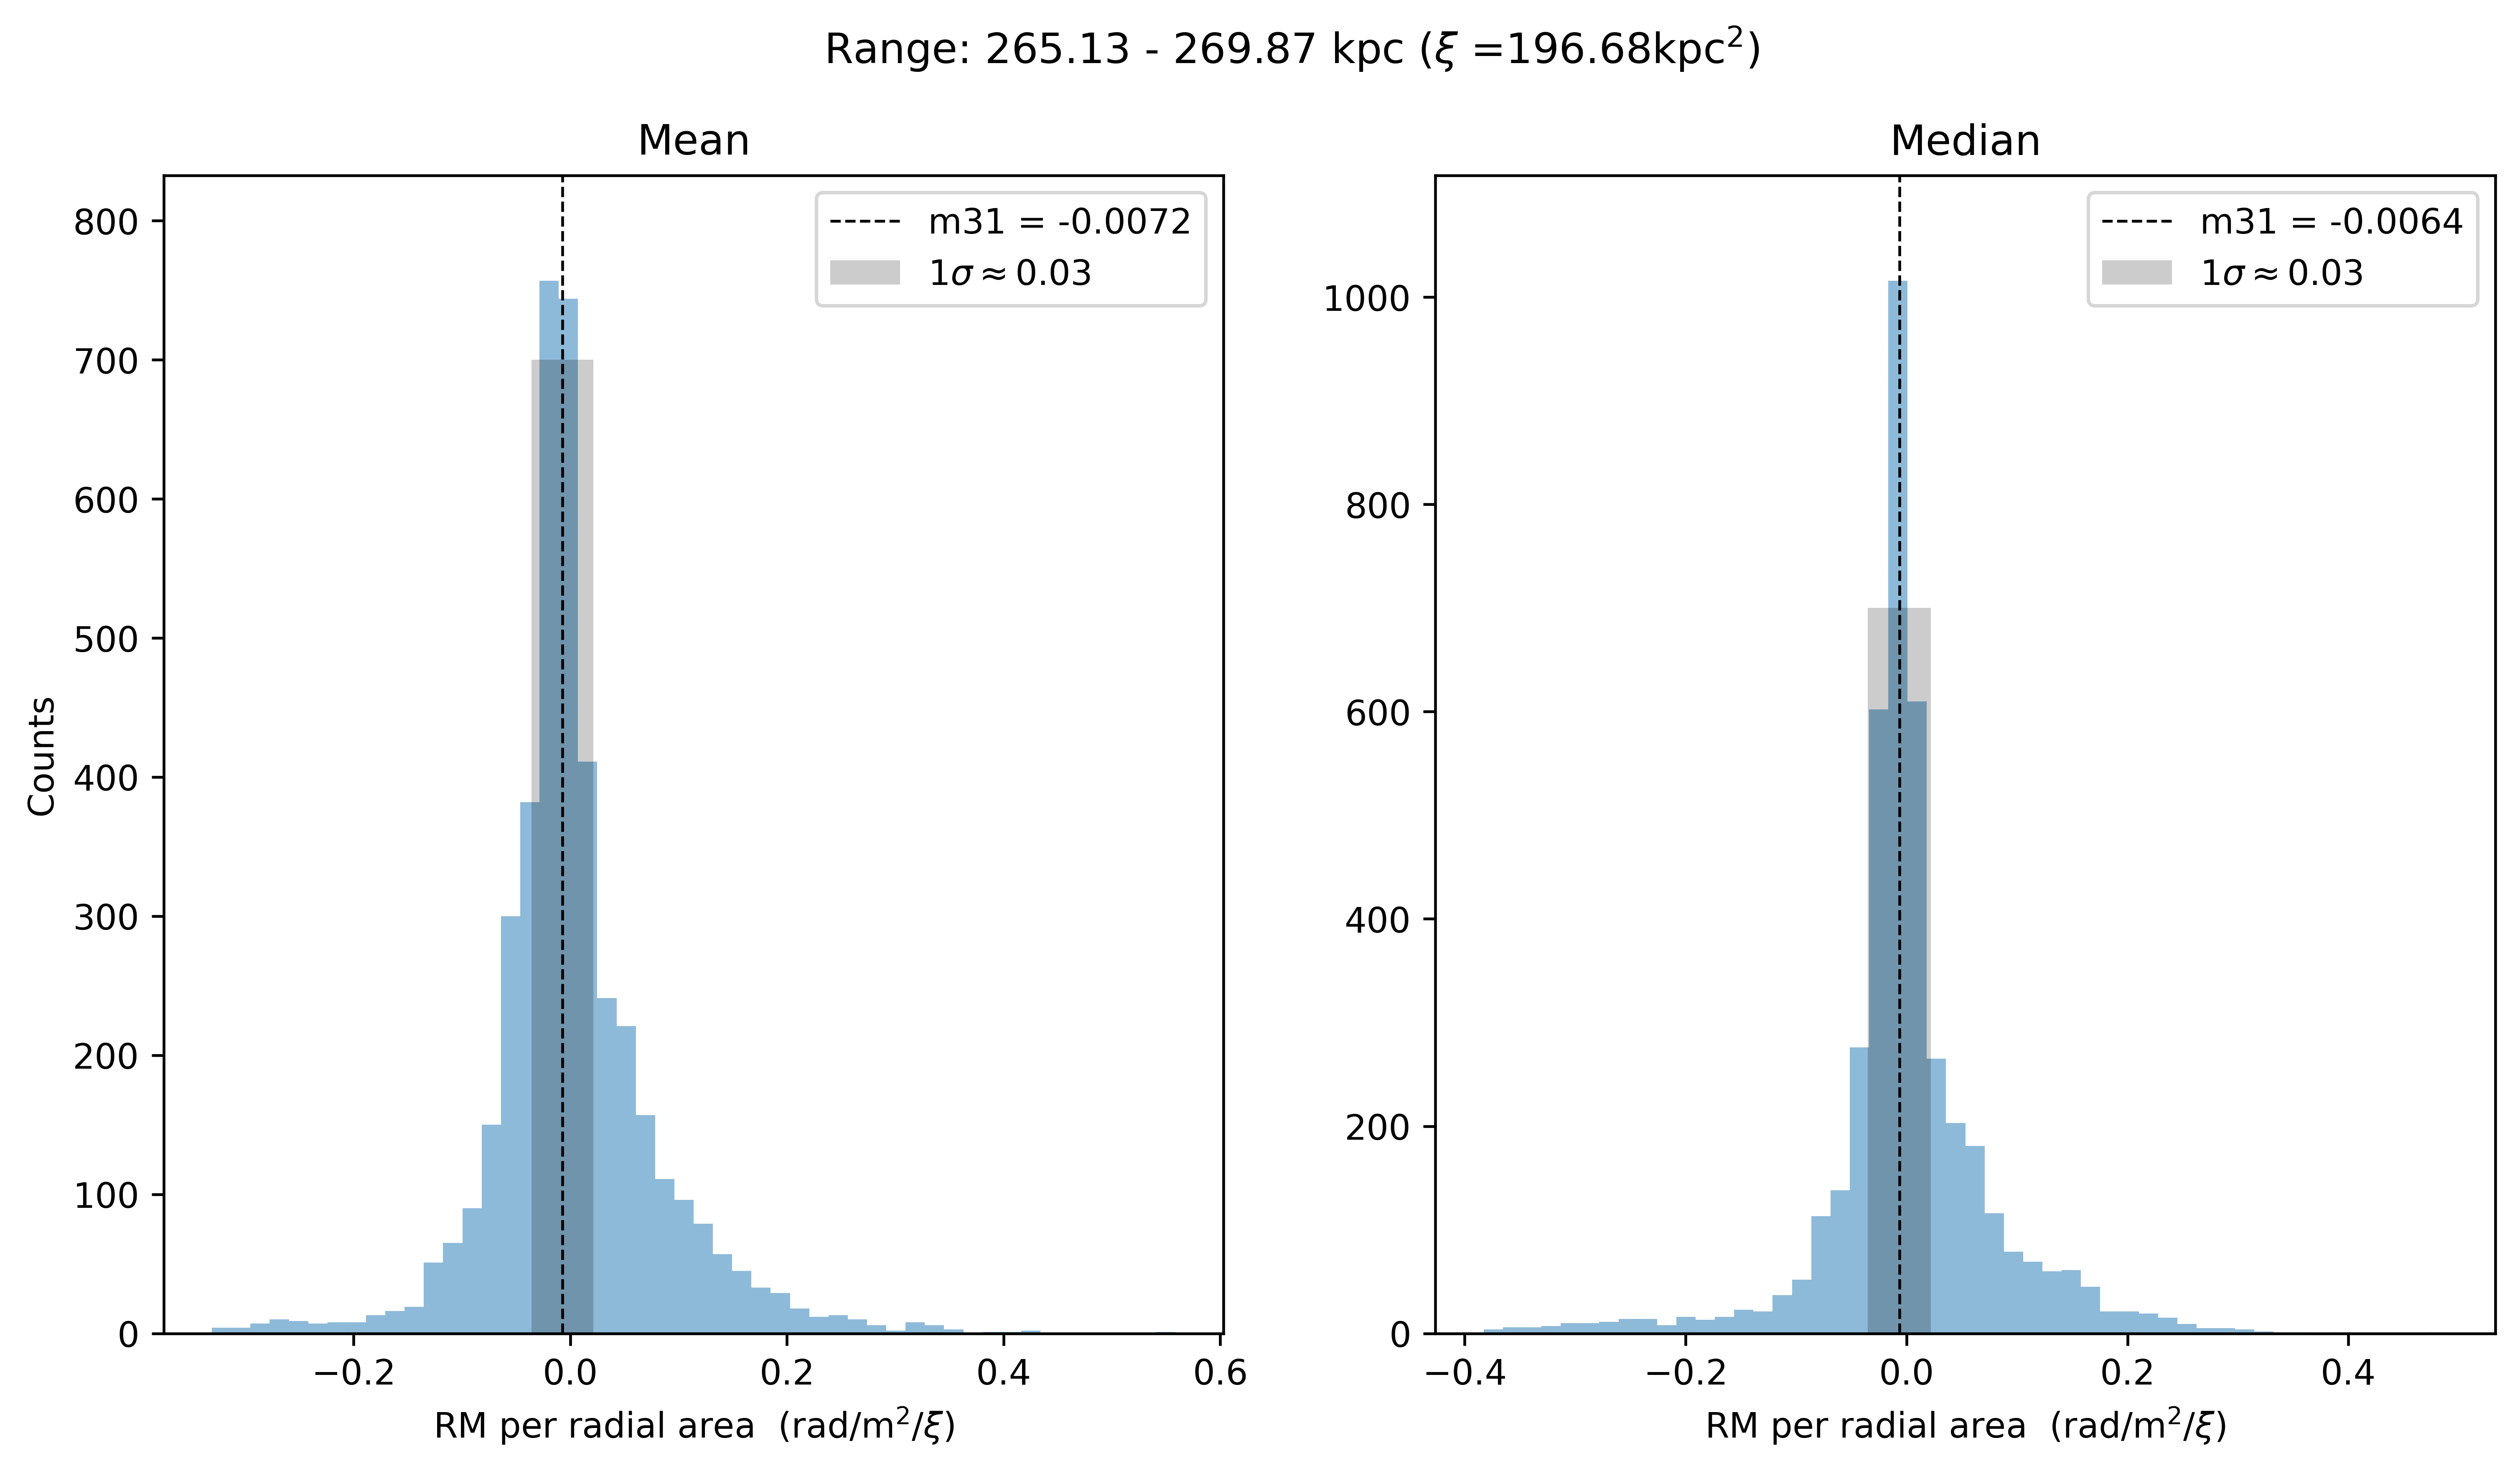 Range: 265.13 - 269.87 kpc (ξ =196.68kpc²)
Mean
m31 = -0.0072
1σ ≈ 0.03
800
700
600
500
400
300
200
100
0
Counts
−0.2 0.0 0.2 0.4 0.6
RM per radial area (rad/m²/ξ)
Median
m31 = -0.0064
1σ ≈ 0.03
1000
800
600
400
200
0
−0.4 −0.2 0.0 0.2 0.4
RM per radial area (rad/m²/ξ)